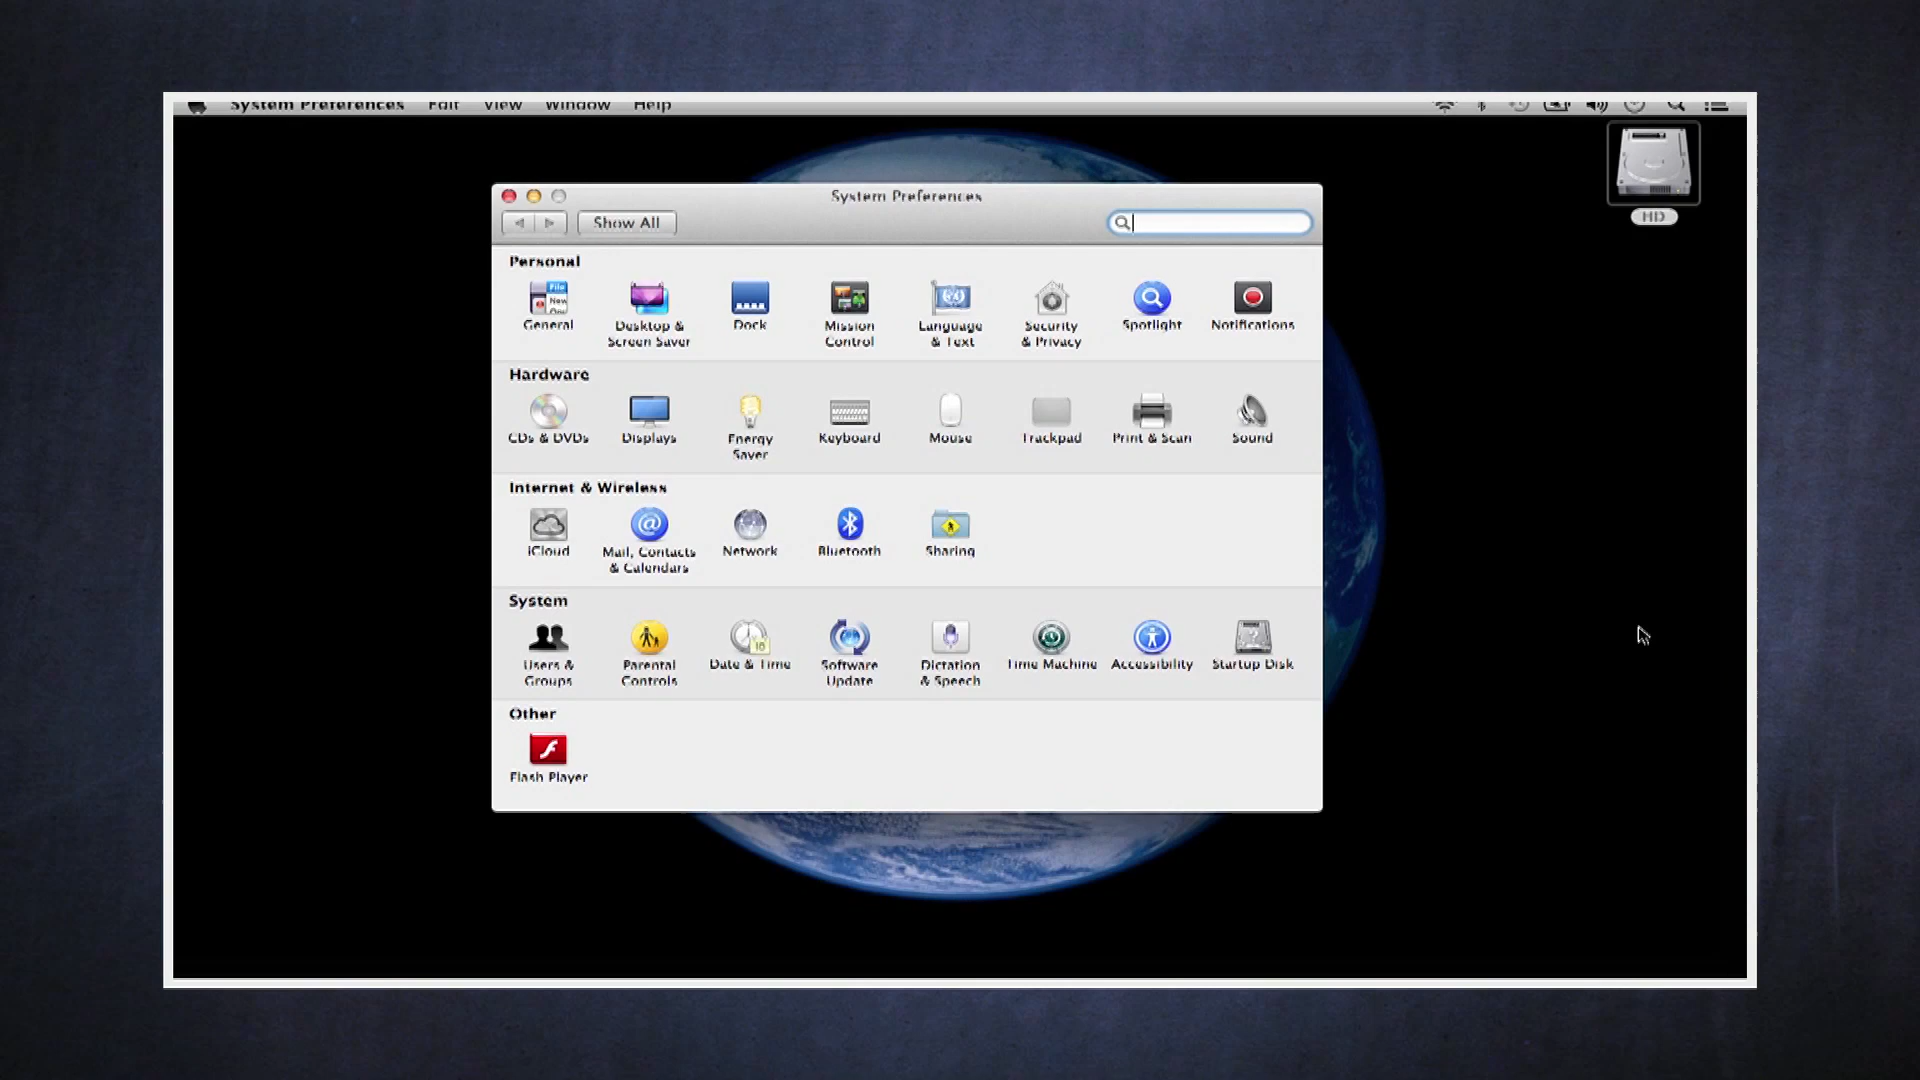 System Preferences Edit View Window Help
HD
System Preferences
Show All
Personal
File
New
General
Desktop &
Screen Saver
Dock
Mission
Control
Language
& Text
Security
& Privacy
Spotlight
Notifications
Hardware
CDs & DVDs
Displays
Energy
Saver
Keyboard
Mouse
Trackpad
Print & Scan
Sound
Internet & Wireless
iCloud
Mail, Contacts
& Calendars
Network
Bluetooth
Sharing
System
Users &
Groups
Parental
Controls
18
Date & Time
Software
Update
Dictation
& Speech
Time Machine
Accessibility
Startup Disk
Other
Flash Player